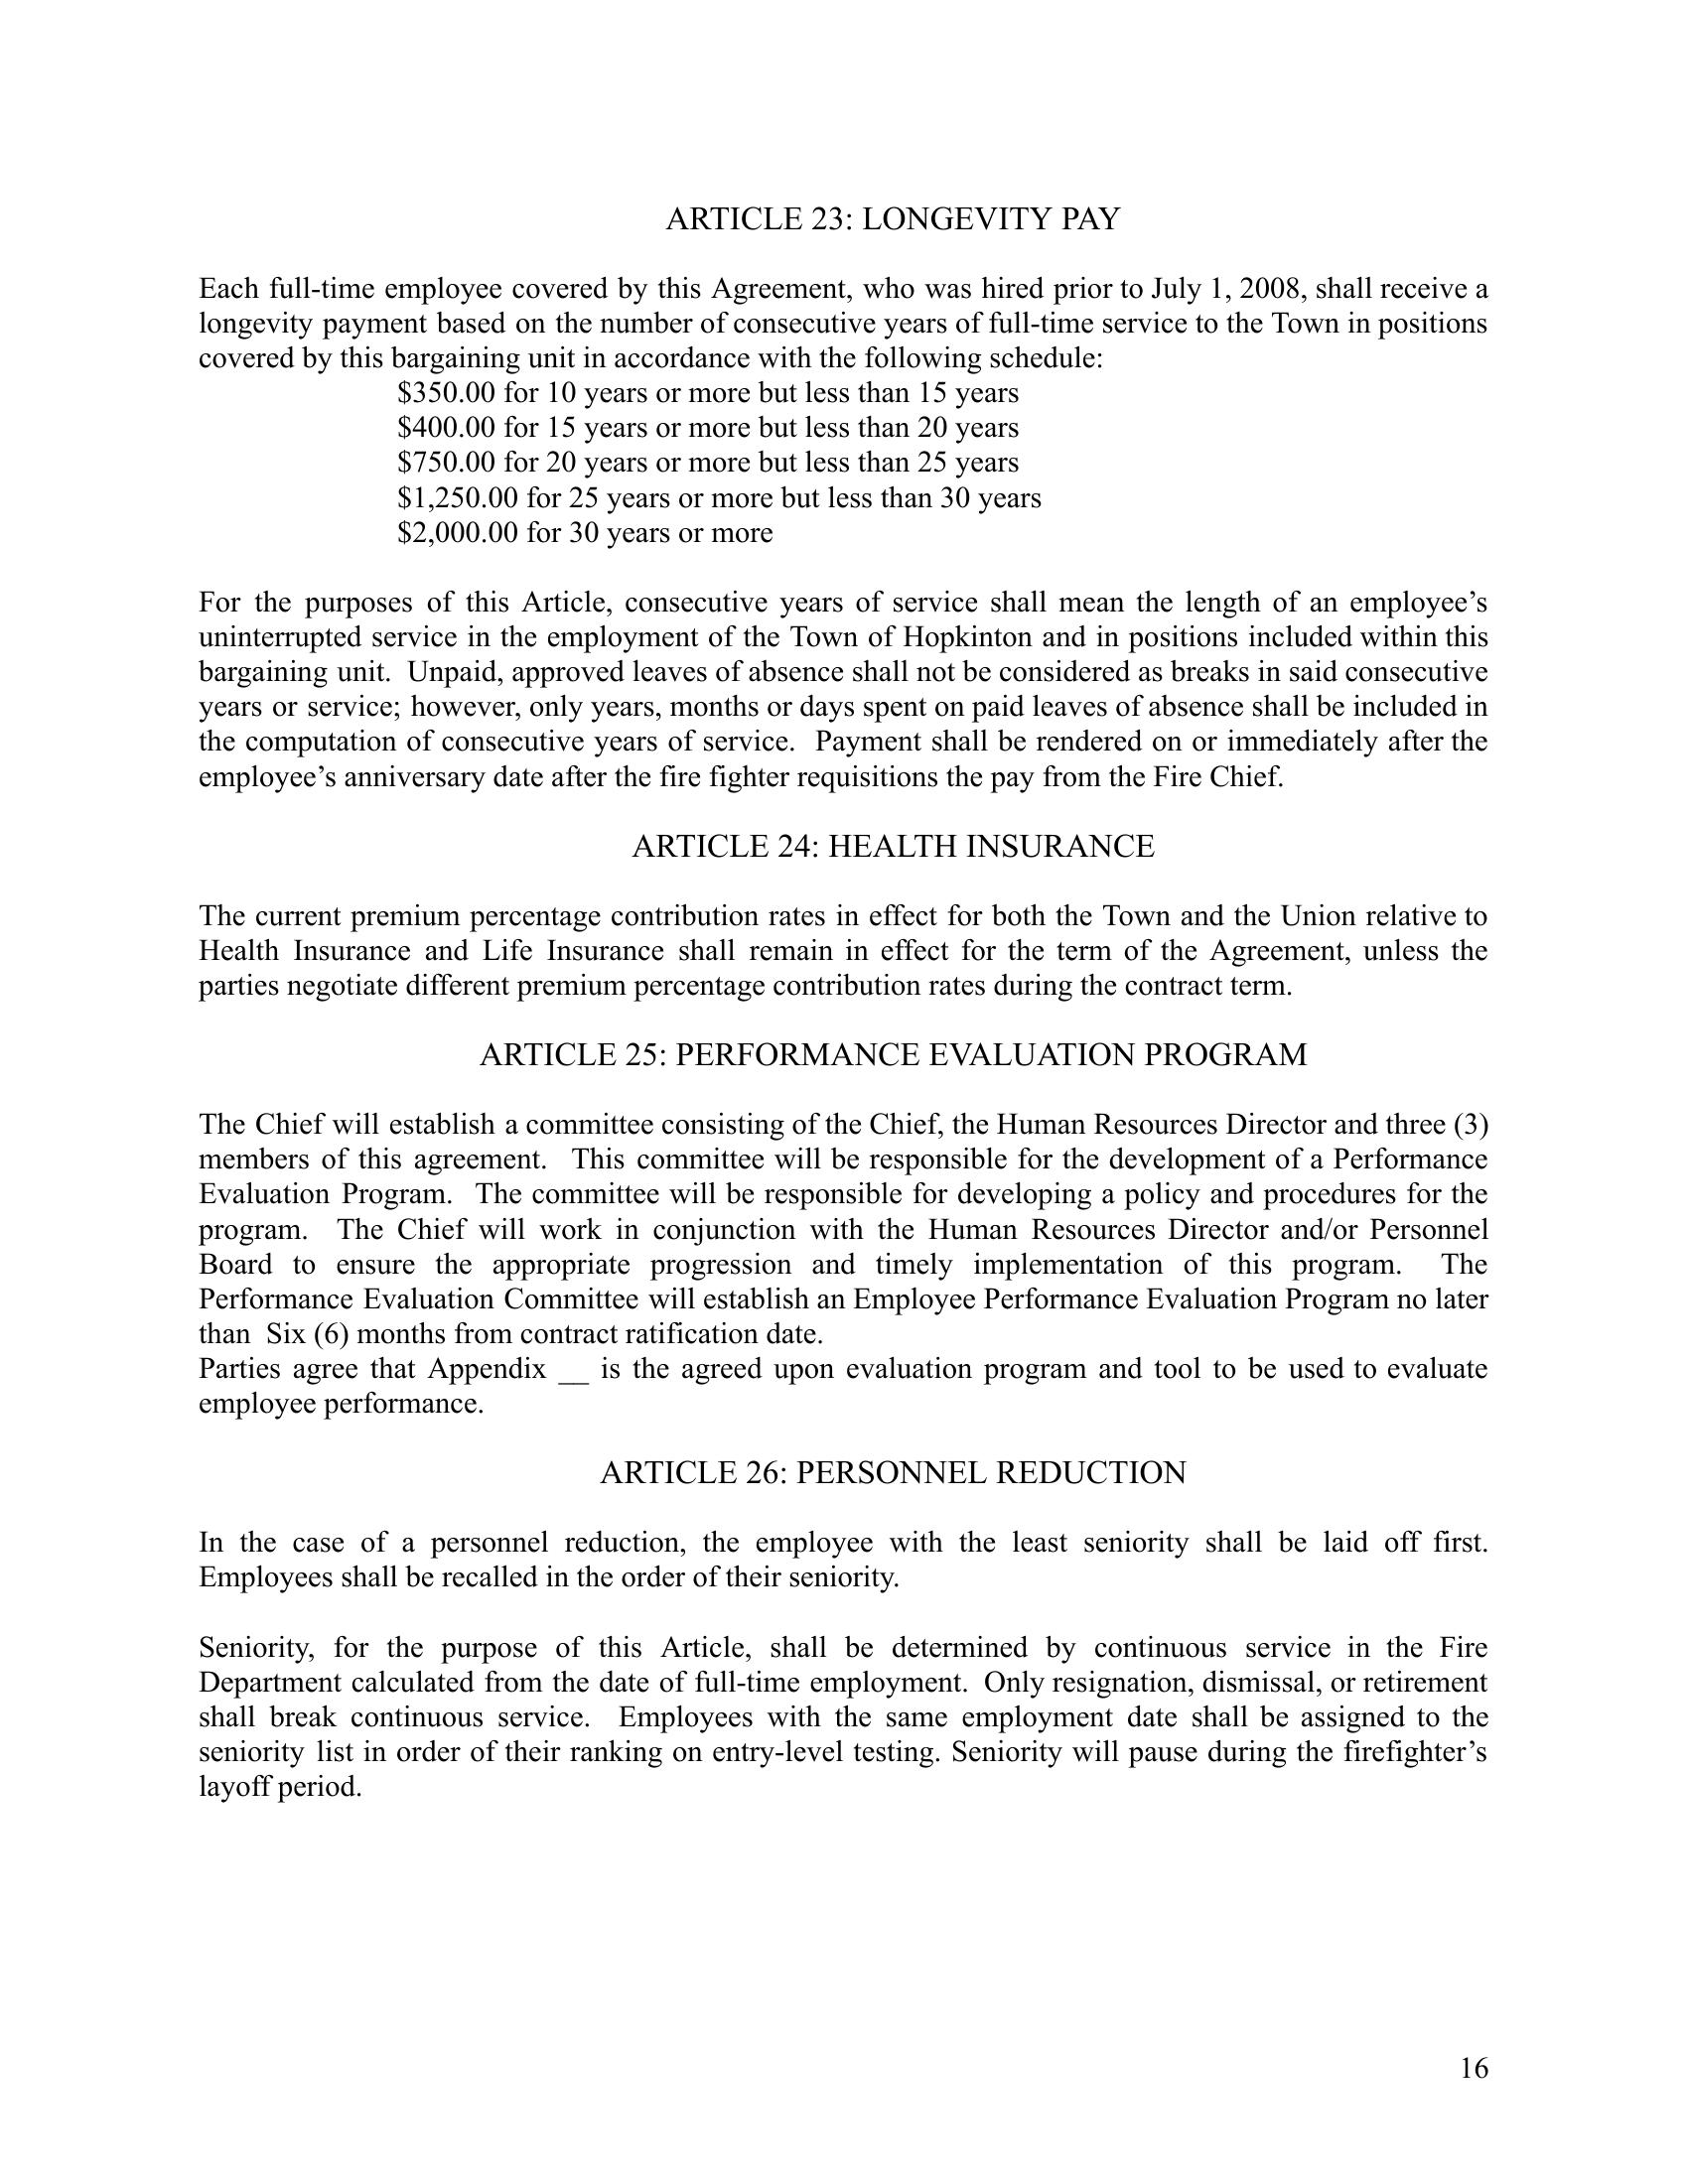 ARTICLE 23: LONGEVITY PAY
Each full-time employee covered by this Agreement, who was hired prior to July 1, 2008, shall receive a
longevity payment based on the number of consecutive years of full-time service to the Town in positions
covered by this bargaining unit in accordance with the following schedule:
$350.00 for 10 years or more but less than 15 years
$400.00 for 15 years or more but less than 20 years
$750.00 for 20 years or more but less than 25 years
$1,250.00 for 25 years or more but less than 30 years
$2,000.00 for 30 years or more
For the purposes of this Article, consecutive years of service shall mean the length of an employee’s
uninterrupted service in the employment of the Town of Hopkinton and in positions included within this
bargaining unit. Unpaid, approved leaves of absence shall not be considered as breaks in said consecutive
years or service; however, only years, months or days spent on paid leaves of absence shall be included in
the computation of consecutive years of service. Payment shall be rendered on or immediately after the
employee’s anniversary date after the fire fighter requisitions the pay from the Fire Chief.
ARTICLE 24: HEALTH INSURANCE
The current premium percentage contribution rates in effect for both the Town and the Union relative to
Health Insurance and Life Insurance shall remain in effect for the term of the Agreement, unless the
parties negotiate different premium percentage contribution rates during the contract term.
ARTICLE 25: PERFORMANCE EVALUATION PROGRAM
The Chief will establish a committee consisting of the Chief, the Human Resources Director and three (3)
members of this agreement. This committee will be responsible for the development of a Performance
Evaluation Program. The committee will be responsible for developing a policy and procedures for the
program. The Chief will work in conjunction with the Human Resources Director and/or Personnel
Board to ensure the appropriate progression and timely implementation of this program. The
Performance Evaluation Committee will establish an Employee Performance Evaluation Program no later
than Six (6) months from contract ratification date.
Parties agree that Appendix __ is the agreed upon evaluation program and tool to be used to evaluate
employee performance.
ARTICLE 26: PERSONNEL REDUCTION
In the case of a personnel reduction, the employee with the least seniority shall be laid off first.
Employees shall be recalled in the order of their seniority.
Seniority, for the purpose of this Article, shall be determined by continuous service in the Fire
Department calculated from the date of full-time employment. Only resignation, dismissal, or retirement
shall break continuous service. Employees with the same employment date shall be assigned to the
seniority list in order of their ranking on entry-level testing. Seniority will pause during the firefighter’s
layoff period.
16